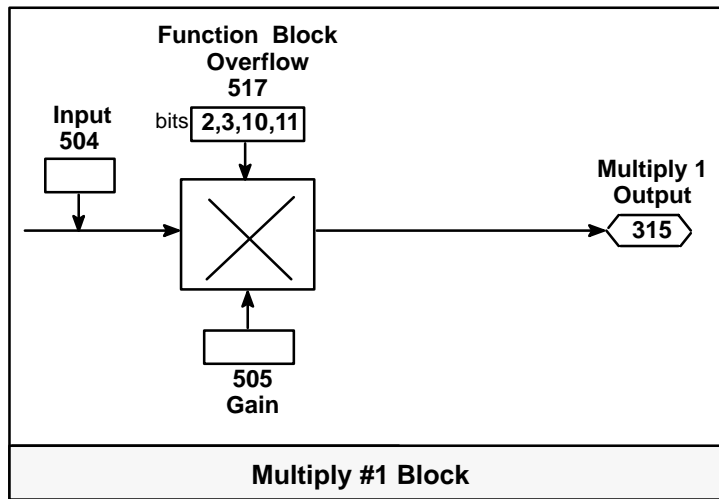 Function Block
Overflow
517
bits 2,3,10,11
Input
504
Multiply 1
Output
315
505
Gain
Multiply #1 Block